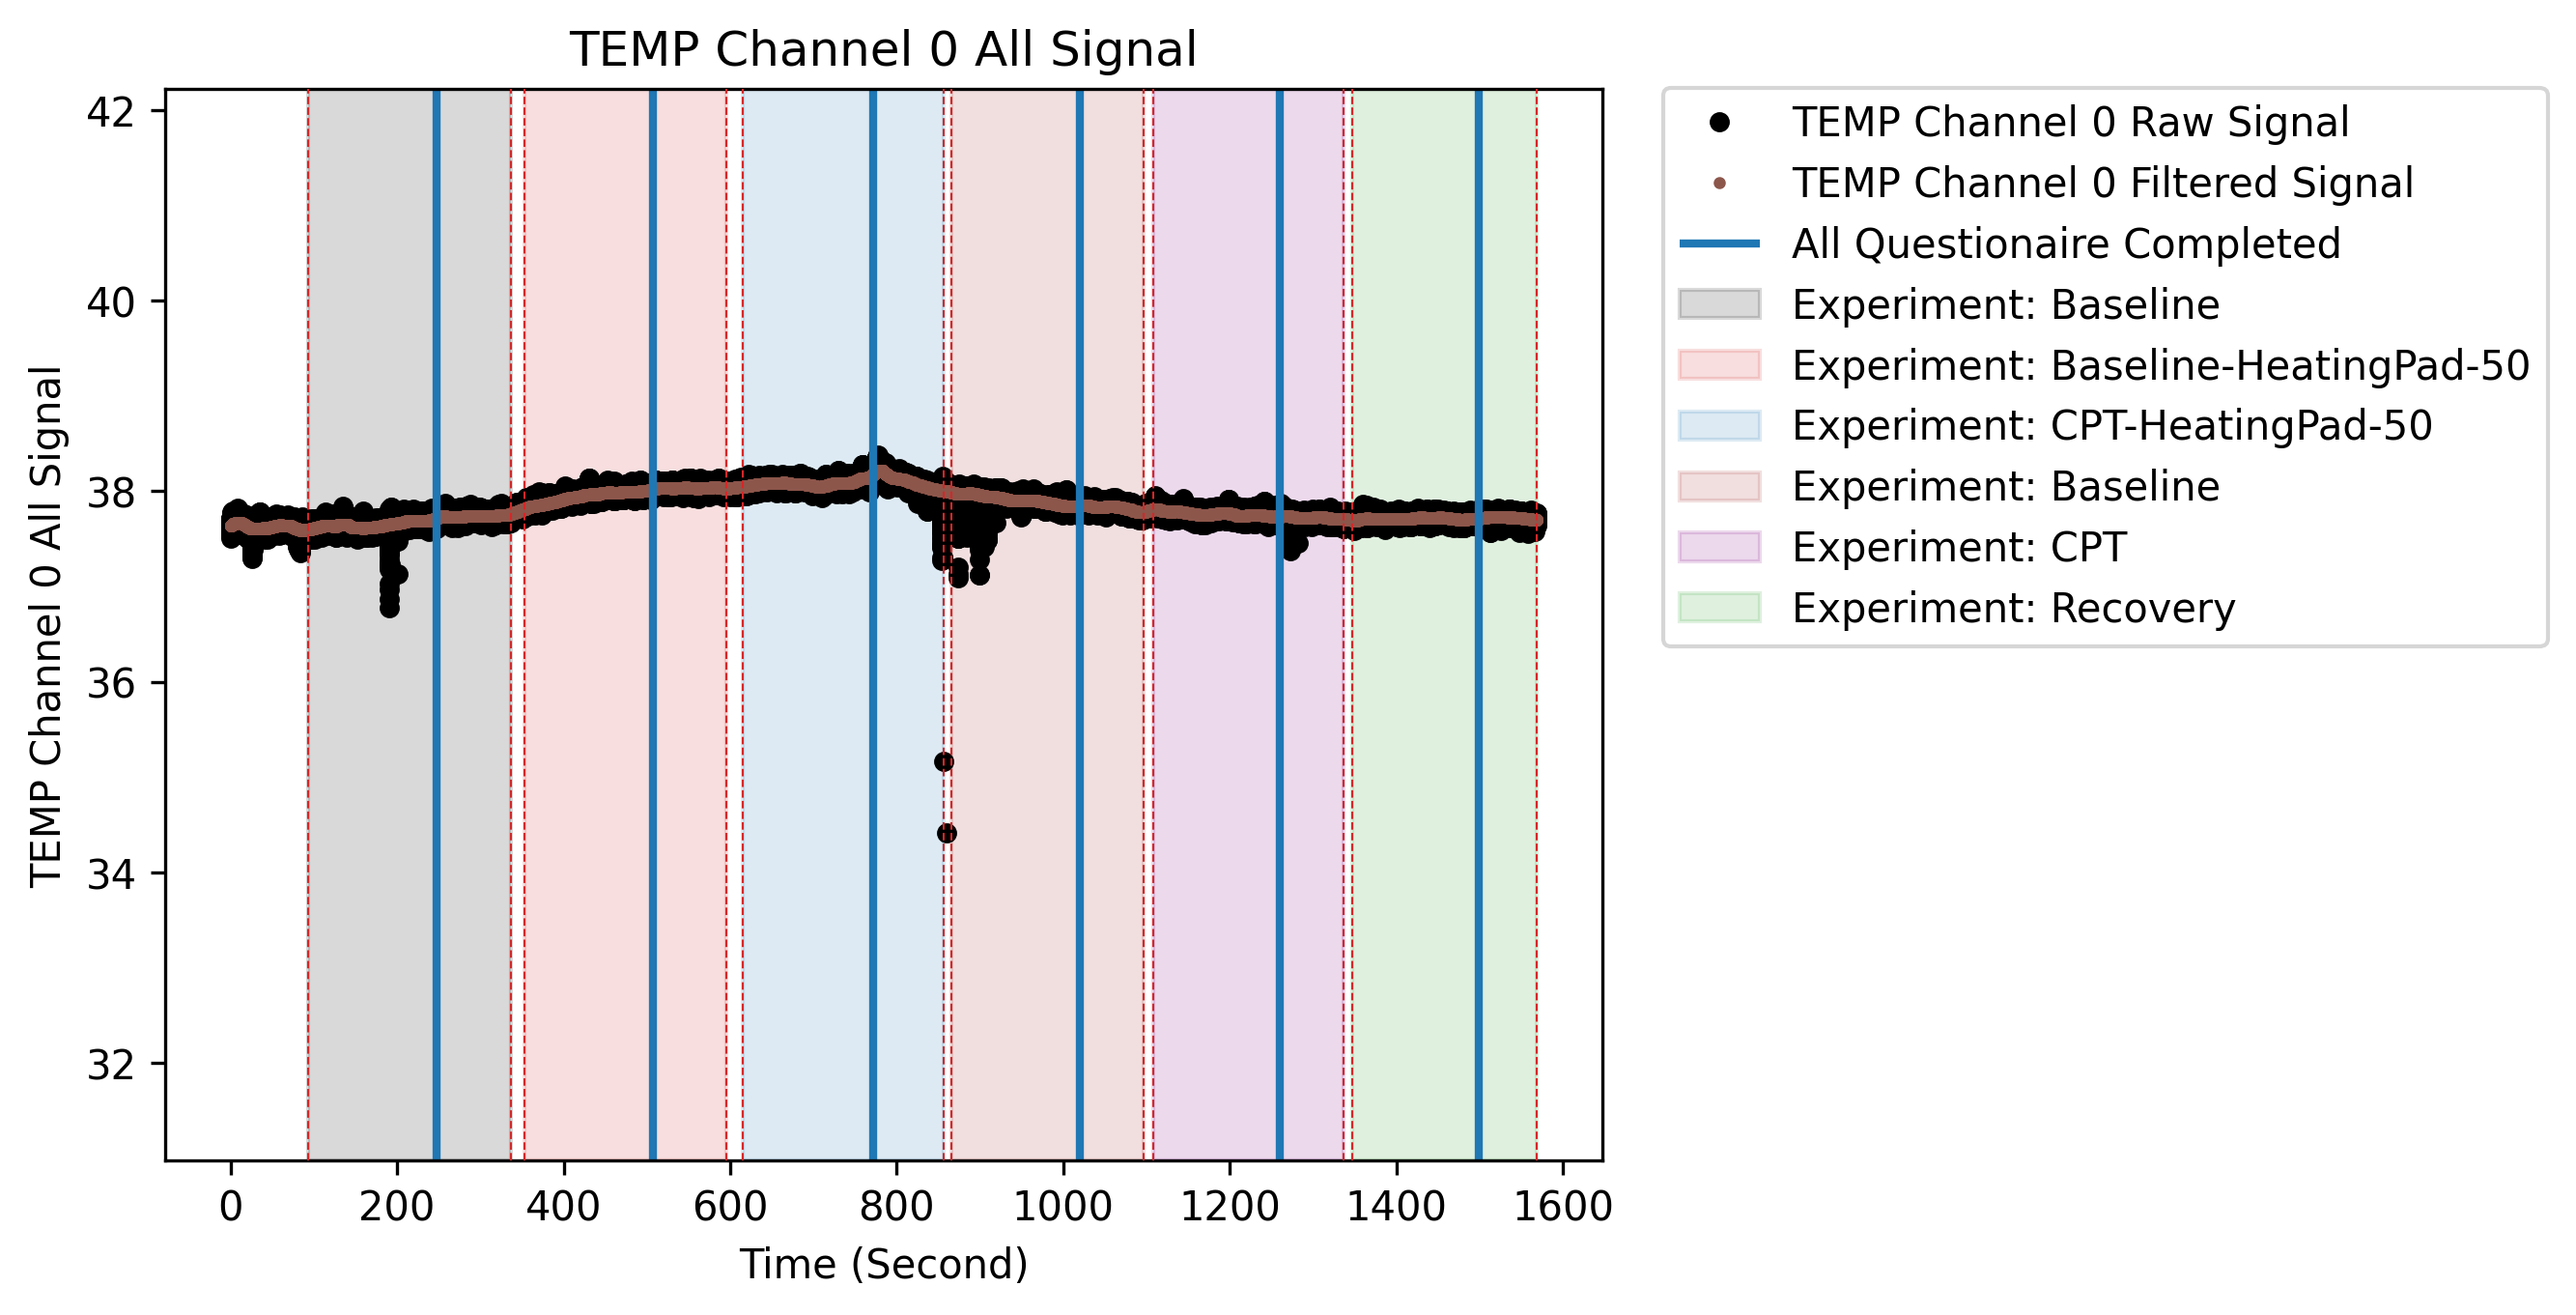 TEMP Channel 0 All Signal
42
40
38
36
34
32
TEMP Channel 0 All Signal
0 200 400 600 800 1000 1200 1400 1600
Time (Second)
TEMP Channel 0 Raw Signal
TEMP Channel 0 Filtered Signal
All Questionaire Completed
Experiment: Baseline
Experiment: Baseline-HeatingPad-50
Experiment: CPT-HeatingPad-50
Experiment: Baseline
Experiment: CPT
Experiment: Recovery